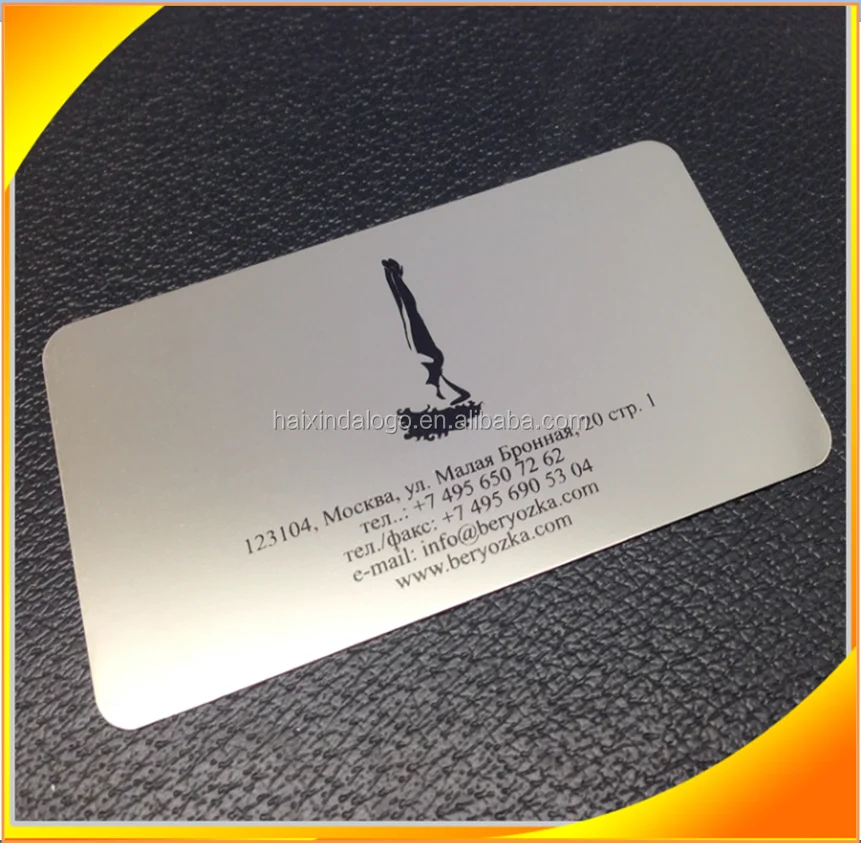 haixindalogo.en.alibaba.com
123104, Москва, ул. Малая Бронная, 20 стр. 1
тел..: +7 495 650 72 62
тел./факс: +7 495 690 53 04
e-mail: info@beryozka.com
www.beryozka.com